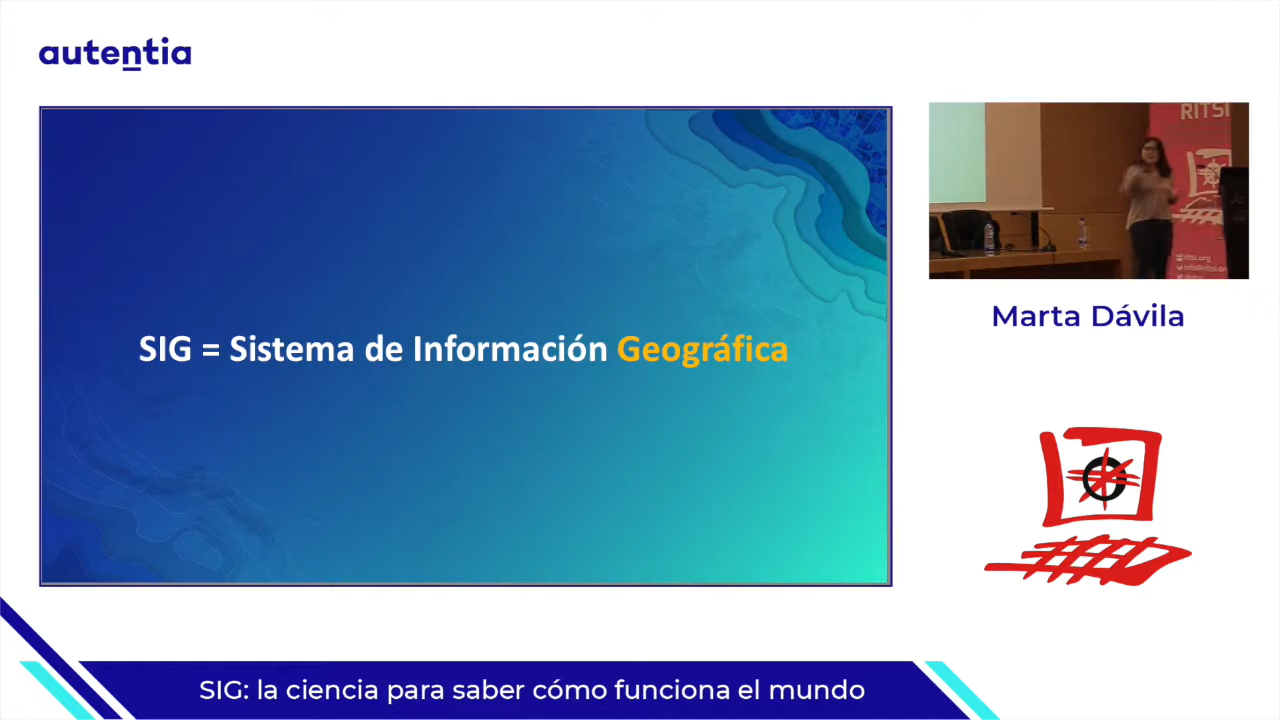 autentia
SIG = Sistema de Información Geográfica
RITSI
Marta Dávila
SIG: la ciencia para saber cómo funciona el mundo